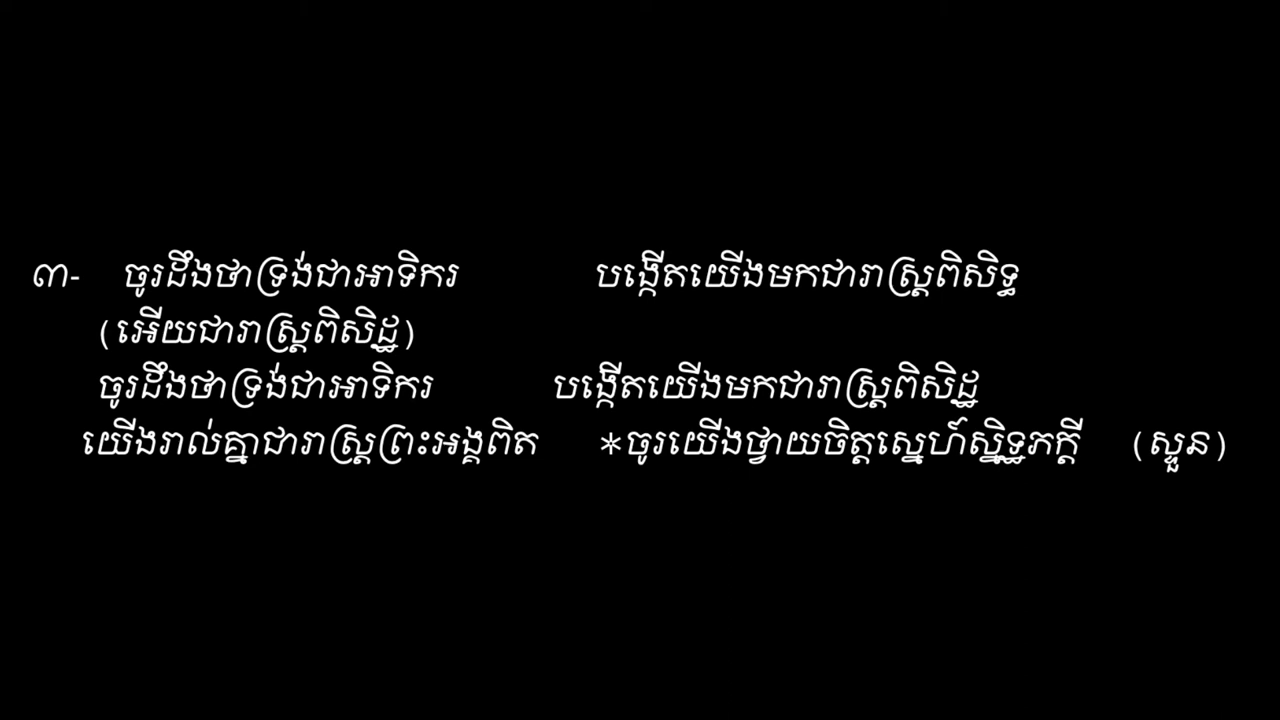 ៣- ចូរដឹងថាទ្រង់ជាអាទិករ បង្កើតយើងមកជារាស្ត្រពិសិទ្ធ
(អើយជារាស្ត្រពិសិដ្ឋ)
ចូរដឹងថាទ្រង់ជាអាទិករ បង្កើតយើងមកជារាស្ត្រពិសិដ្ឋ
យើងរាល់គ្នាជារាស្ត្រព្រះអង្គពិត *ចូរយើងថ្វាយចិត្តស្នេហ៍ស្និទ្ធភក្ដី (ស្ទួន)